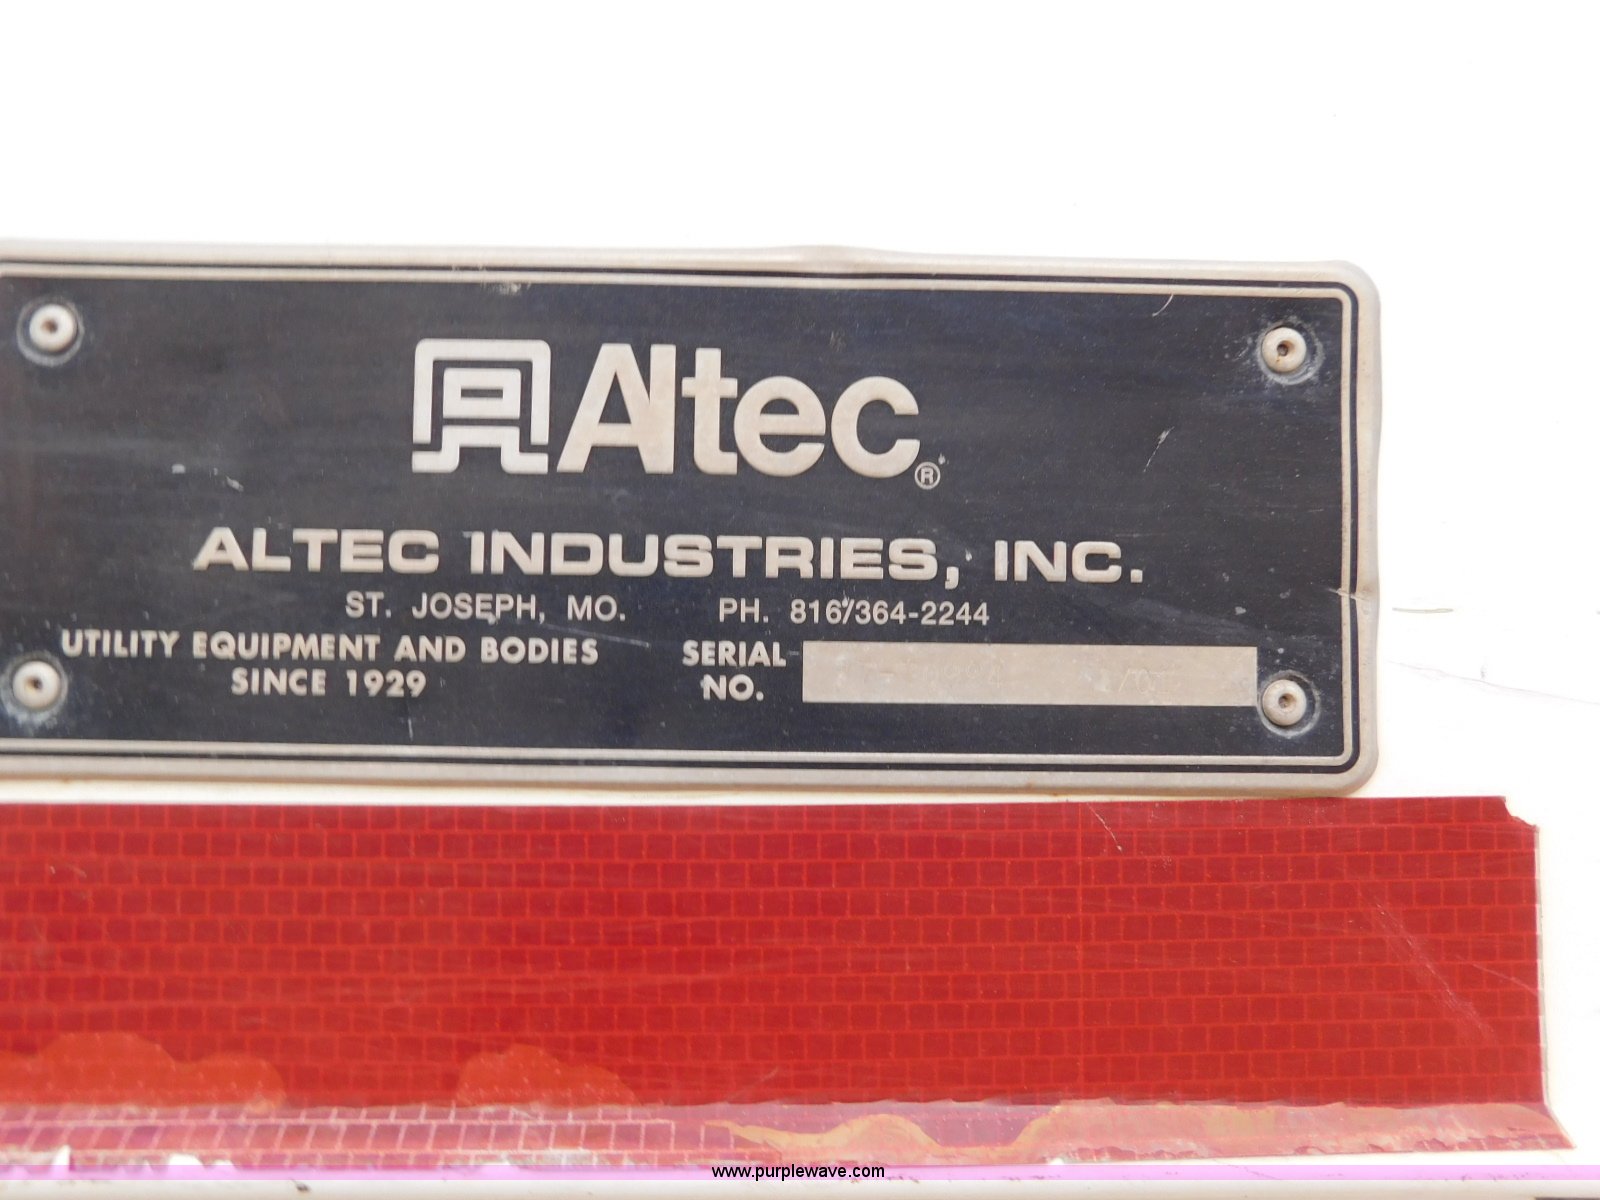 Altec®
ALTEC INDUSTRIES, INC.
ST. JOSEPH, MO. PH. 816/364-2244
UTILITY EQUIPMENT AND BODIES
SINCE 1929
SERIAL
NO.
www.purplewave.com